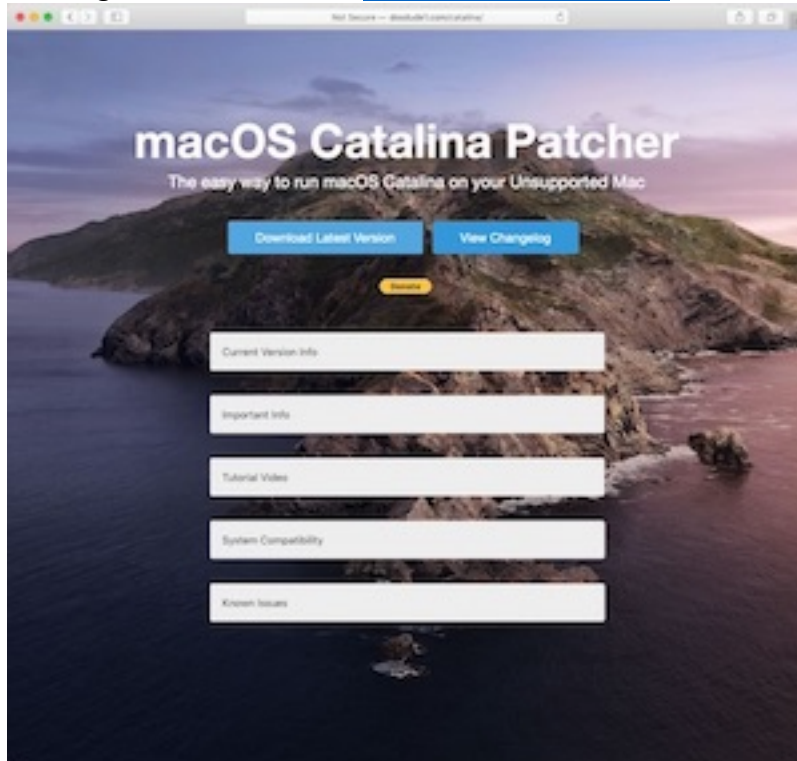 Not Secure — dosdude1.com/catalina/
macOS Catalina Patcher
The easy way to run macOS Catalina on your Unsupported Mac
Download Latest Version
View Changelog
Donate
Current Version Info
Important Info
Tutorial Video
System Compatibility
Known Issues